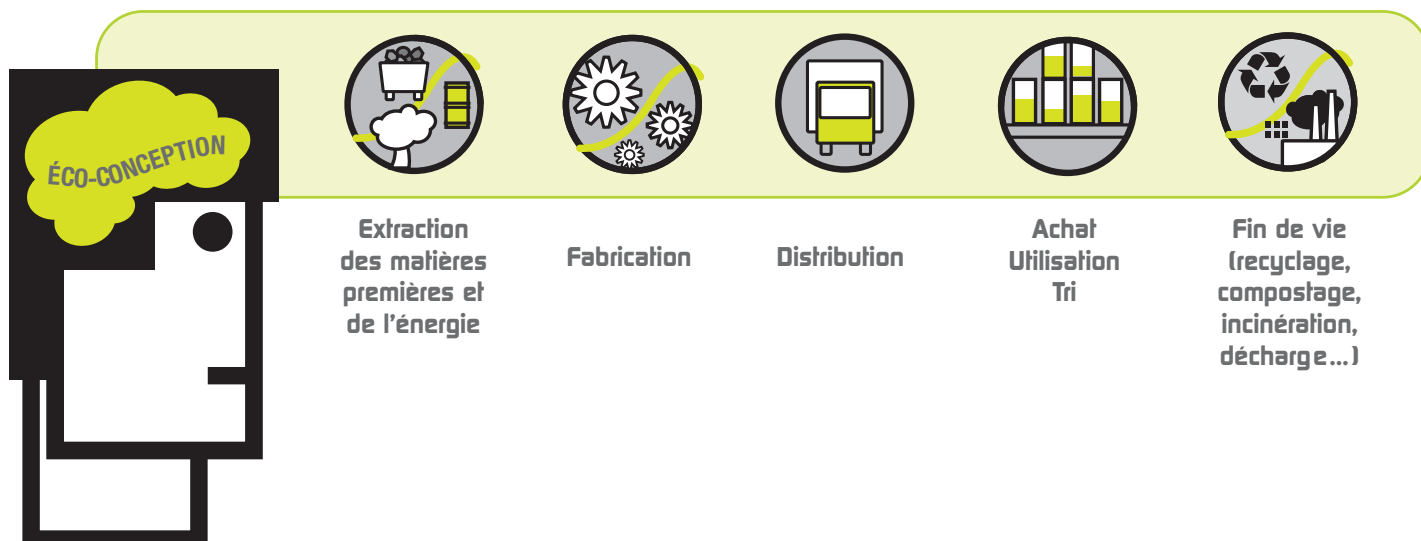 ÉCO-CONCEPTION
Extraction
des matières
premières et
de l'énergie
Fabrication
Distribution
Achat
Utilisation
Tri
Fin de vie
(recyclage,
compostage,
incinération,
décharge...)